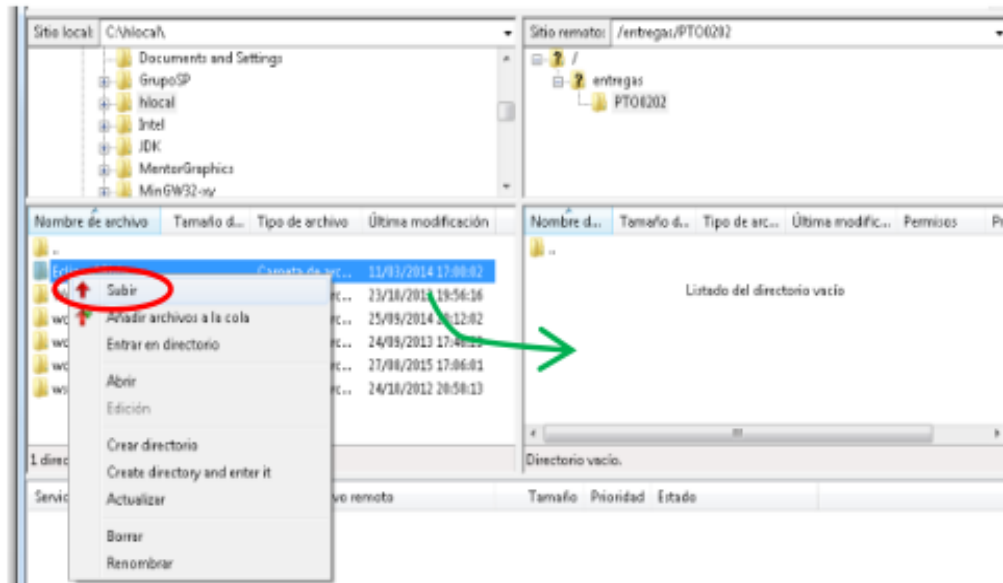 Sitio local: C:\hlocal\
Sitio remoto: /entregas/PTO0202
Documents and Settings
GrupoSP
hlocal
Intel
JDK
MentorGraphics
MinGW32-xy
/
entregas
PTO0202
Nombre de archivo Tamaño d... Tipo de archivo Última modificación
..
Carpeta de arc... 11/03/2014 17:00:02
23/10/2013 19:56:16
25/09/2014
24/09/2013
27/08/2015 17:06:01
24/10/2012 20:50:13
Subir
Añadir archivos a la cola
Entrar en directorio
Abrir
Edición
Crear directorio
Create directory and enter it
Actualizar
Borrar
Renombrar
Nombre d... Tamaño d... Tipo de arc... Última modific... Permisos
..
Listado del directorio vacío
Directorio vacío.
remoto Tamaño Prioridad Estado